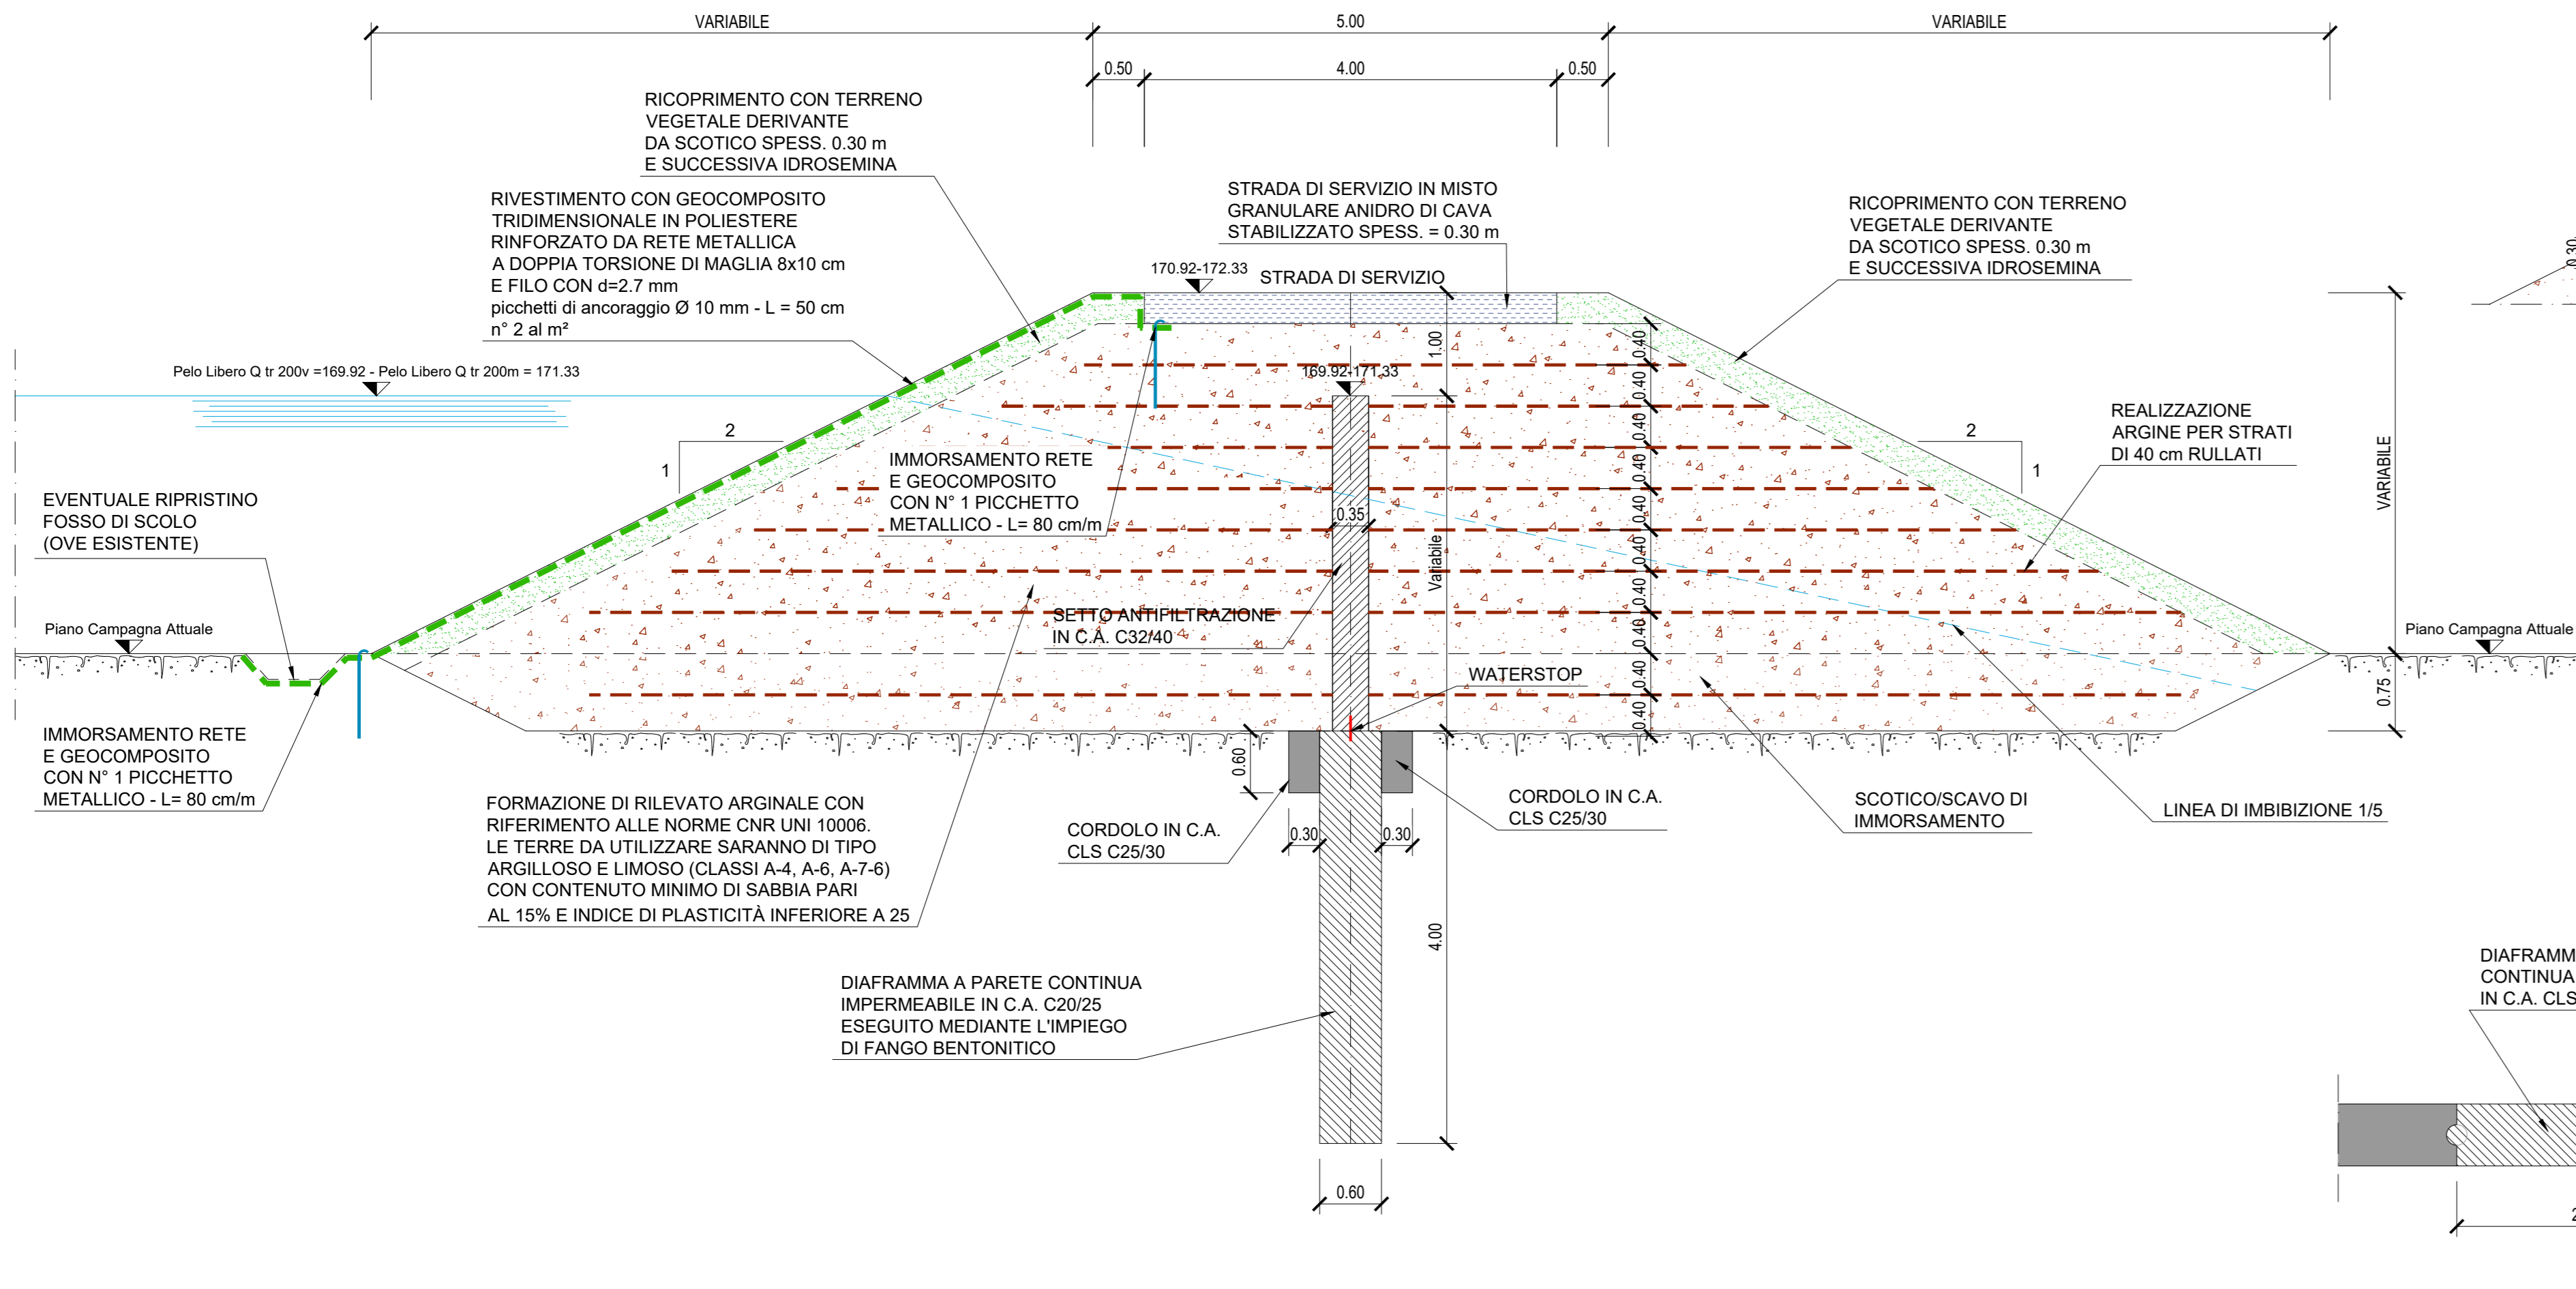 VARIABILE
5.00
VARIABILE
0.50
4.00
0.50
RICOPRIMENTO CON TERRENO
VEGETALE DERIVANTE
DA SCOTICO SPESS. 0.30 m
E SUCCESSIVA IDROSEMINA
RIVESTIMENTO CON GEOCOMPOSITO
TRIDIMENSIONALE IN POLIESTERE
RINFORZATO DA RETE METALLICA
A DOPPIA TORSIONE DI MAGLIA 8x10 cm
E FILO CON d=2.7 mm
picchetti di ancoraggio Ø 10 mm - L = 50 cm
n° 2 al m²
STRADA DI SERVIZIO IN MISTO
GRANULARE ANIDRO DI CAVA
STABILIZZATO SPESS. = 0.30 m
RICOPRIMENTO CON TERRENO
VEGETALE DERIVANTE
DA SCOTICO SPESS. 0.30 m
E SUCCESSIVA IDROSEMINA
0.30
170.92-172.33
STRADA DI SERVIZIO
Pelo Libero Q tr 200v =169.92 - Pelo Libero Q tr 200m = 171.33
1.00
169.92-171.33
0.40
0.40
0.40
0.40
0.40
0.40
0.40
0.40
0.40
0.40
2
1
2
1
REALIZZAZIONE
ARGINE PER STRATI
DI 40 cm RULLATI
VARIABILE
IMMORSAMENTO RETE
E GEOCOMPOSITO
CON N° 1 PICCHETTO
METALLICO - L= 80 cm/m
0.35
Variabile
EVENTUALE RIPRISTINO
FOSSO DI SCOLO
(OVE ESISTENTE)
SETTO ANTIFILTRAZIONE
IN C.A. C32/40
Piano Campagna Attuale
Piano Campagna Attuale
WATERSTOP
0.75
IMMORSAMENTO RETE
E GEOCOMPOSITO
CON N° 1 PICCHETTO
METALLICO - L= 80 cm/m
0.60
FORMAZIONE DI RILEVATO ARGINALE CON
RIFERIMENTO ALLE NORME CNR UNI 10006.
LE TERRE DA UTILIZZARE SARANNO DI TIPO
ARGILLOSO E LIMOSO (CLASSI A-4, A-6, A-7-6)
CON CONTENUTO MINIMO DI SABBIA PARI
AL 15% E INDICE DI PLASTICITÀ INFERIORE A 25
CORDOLO IN C.A.
CLS C25/30
0.30
0.30
CORDOLO IN C.A.
CLS C25/30
SCOTICO/SCAVO DI
IMMORSAMENTO
LINEA DI IMBIBIZIONE 1/5
4.00
DIAFRAMMA A PARETE CONTINUA
IMPERMEABILE IN C.A. C20/25
ESEGUITO MEDIANTE L'IMPIEGO
DI FANGO BENTONITICO
DIAFRAMM
CONTINUA
IN C.A. CLS
0.60
2